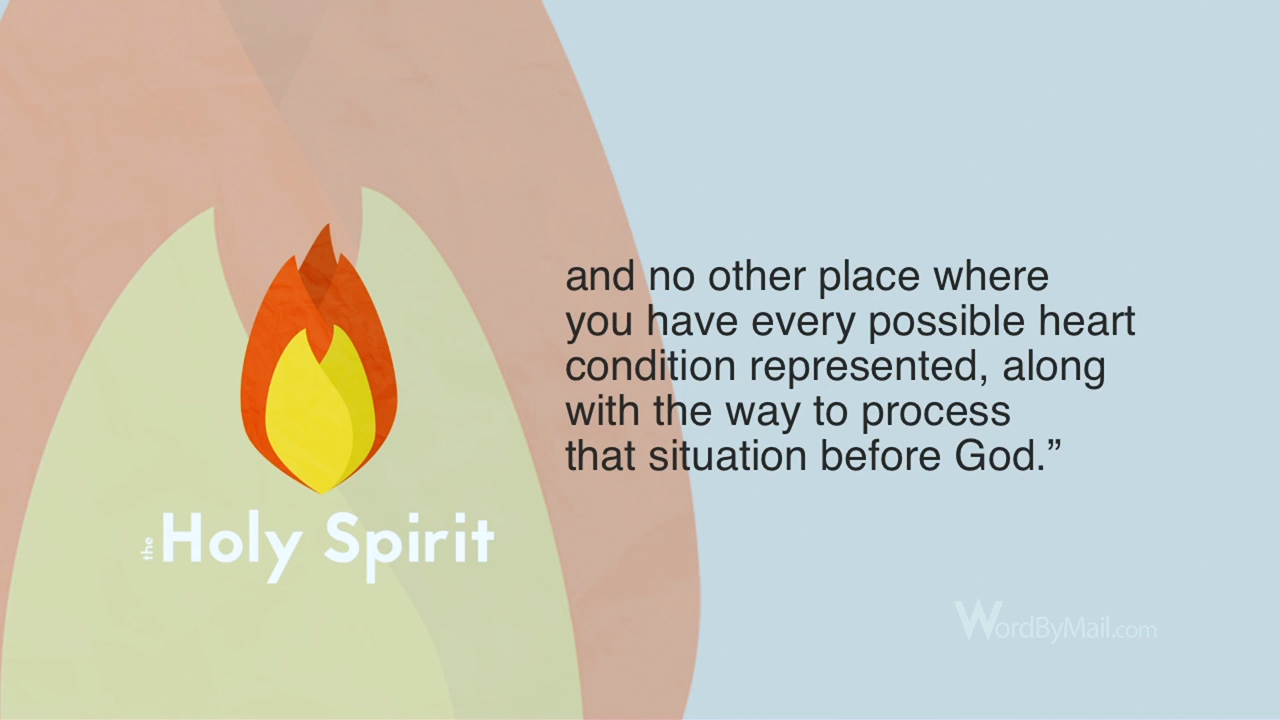 and no other place where
you have every possible heart
condition represented, along
with the way to process
that situation before God.”
the Holy Spirit
WordByMail.com